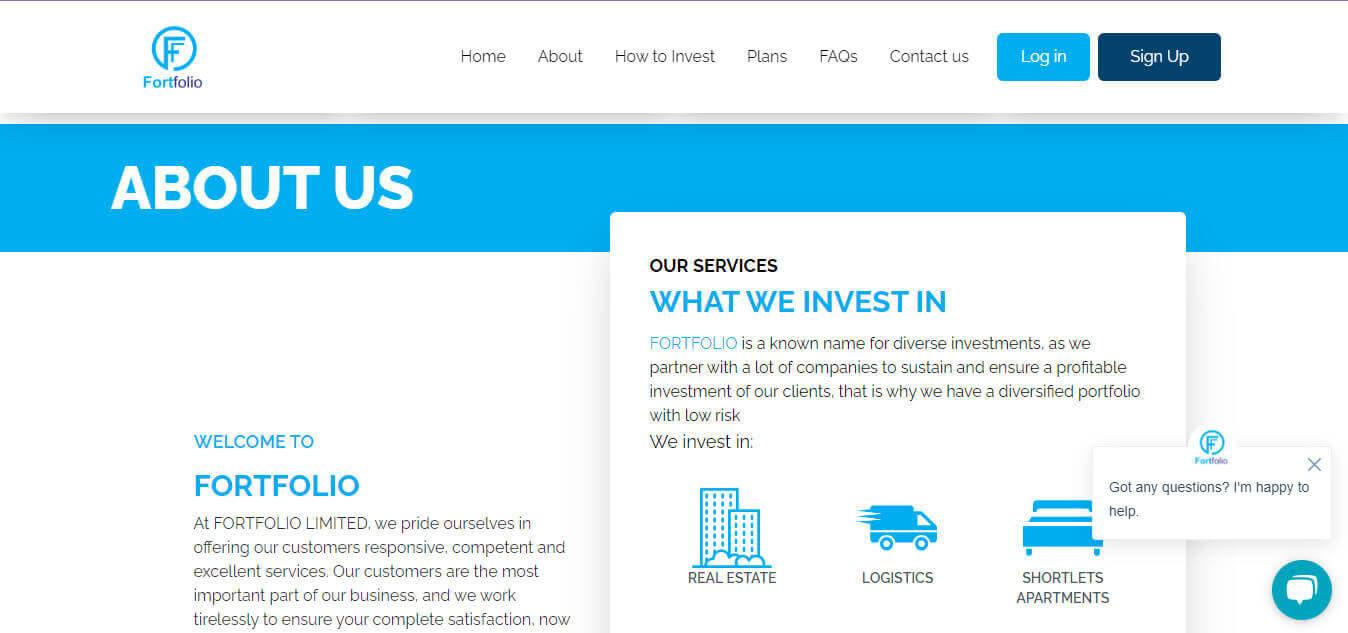 Fortfolio
Home
About
How to Invest
Plans
FAQs
Contact us
Log in
Sign Up
ABOUT US
OUR SERVICES
WHAT WE INVEST IN
FORTFOLIO is a known name for diverse investments, as we
partner with a lot of companies to sustain and ensure a profitable
investment of our clients, that is why we have a diversified portfolio
with low risk
We invest in:
REAL ESTATE
LOGISTICS
SHORTLETS
APARTMENTS
WELCOME TO
FORTFOLIO
At FORTFOLIO LIMITED, we pride ourselves in
offering our customers responsive, competent and
excellent services. Our customers are the most
important part of our business, and we work
tirelessly to ensure your complete satisfaction, now
Fortfolio
Got any questions? I'm happy to
help.